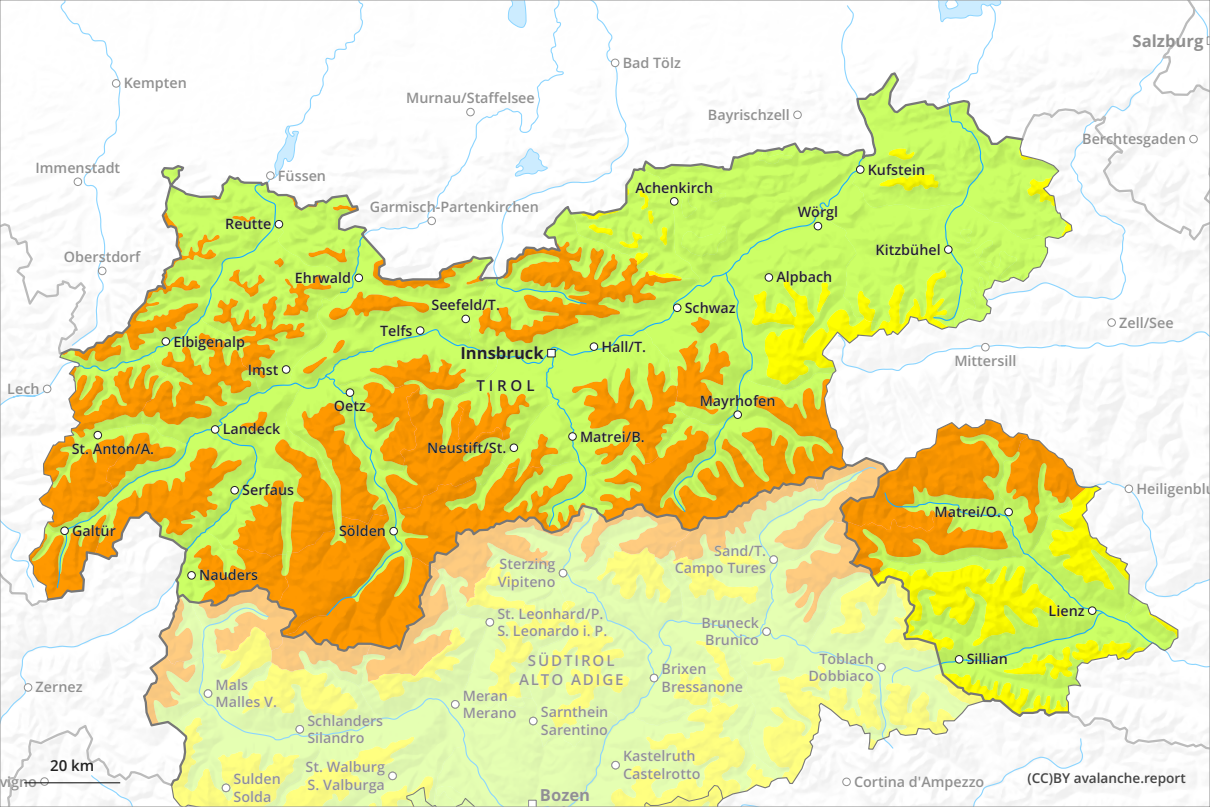 Salzburg
Bad Tölz
Kempten
Murnau/Staffelsee
Bayrischzell
Berchtesgaden
Immenstadt
Füssen
Kufstein
Achenkirch
Garmisch-Partenkirchen
Wörgl
Reutte
Kitzbühel
Oberstdorf
Ehrwald
Alpbach
Seefeld/T.
Schwaz
Telfs
Zell/See
Elbigenalp
Innsbruck
Hall/T.
Mittersill
Imst
TIROL
Lech
Oetz
Mayrhofen
Landeck
Matrei/B.
St. Anton/A.
Neustift/St.
Serfaus
Heiligenblu
Matrei/O.
Galtür
Sölden
Sand/T.
Campo Tures
Sterzing
Vipiteno
Nauders
Lienz
St. Leonhard/P.
S. Leonardo i. P.
Bruneck
Brunico
SÜDTIROL
ALTO ADIGE
Toblach
Dobbiaco
Sillian
Brixen
Bressanone
Zernez
Mals
Malles V.
Meran
Merano
Sarnthein
Sarentino
Schlanders
Silandro
Kastelruth
Castelrotto
20 km
St. Walburg
S. Valburga
vigno
Sulden
Solda
Cortina d'Ampezzo
(CC)BY avalanche.report
Bozen